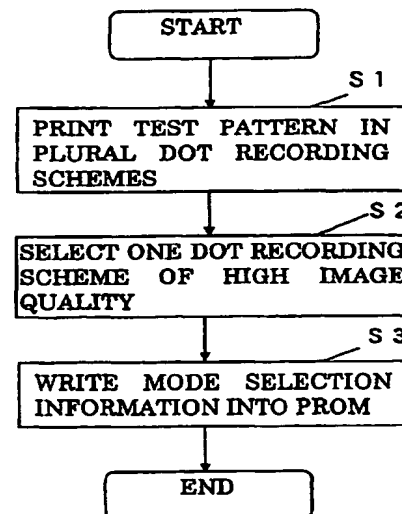 START
S 1
PRINT TEST PATTERN IN
PLURAL DOT RECORDING
SCHEMES
S 2
SELECT ONE DOT RECORDING
SCHEME OF HIGH IMAGE
QUALITY
S 3
WRITE MODE SELECTION
INFORMATION INTO PROM
END